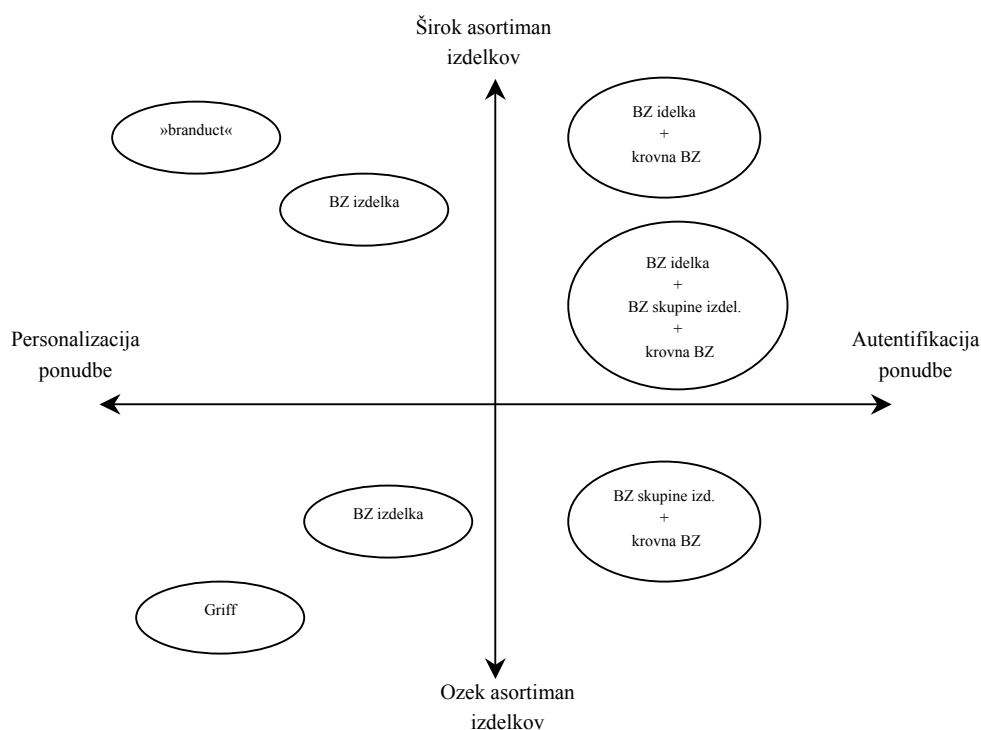 Širok asortiman
izdelkov
»branduct«
BZ izdelka
BZ idelka
+
krovna BZ
BZ idelka
+
BZ skupine izdel.
+
krovna BZ
Personalizacija
ponudbe
Autentifikacija
ponudbe
BZ izdelka
Griff
BZ skupine izd.
+
krovna BZ
Ozek asortiman
izdelkov